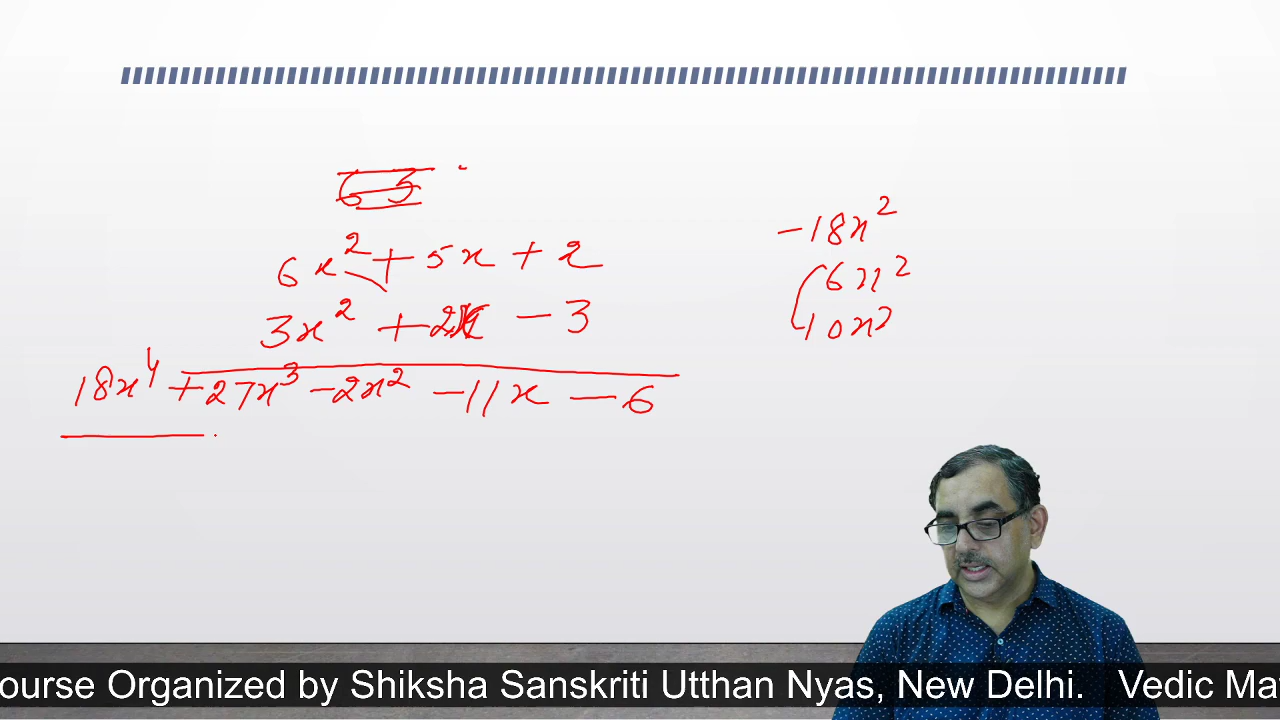 65
6x² + 5x + 2
3x² + 2x - 3
18x⁴ + 27x³ - 2x² - 11x - 6
-18x²
6x²
10x²
ourse Organized by Shiksha Sanskriti Utthan Nyas, New Delhi. Vedic Ma